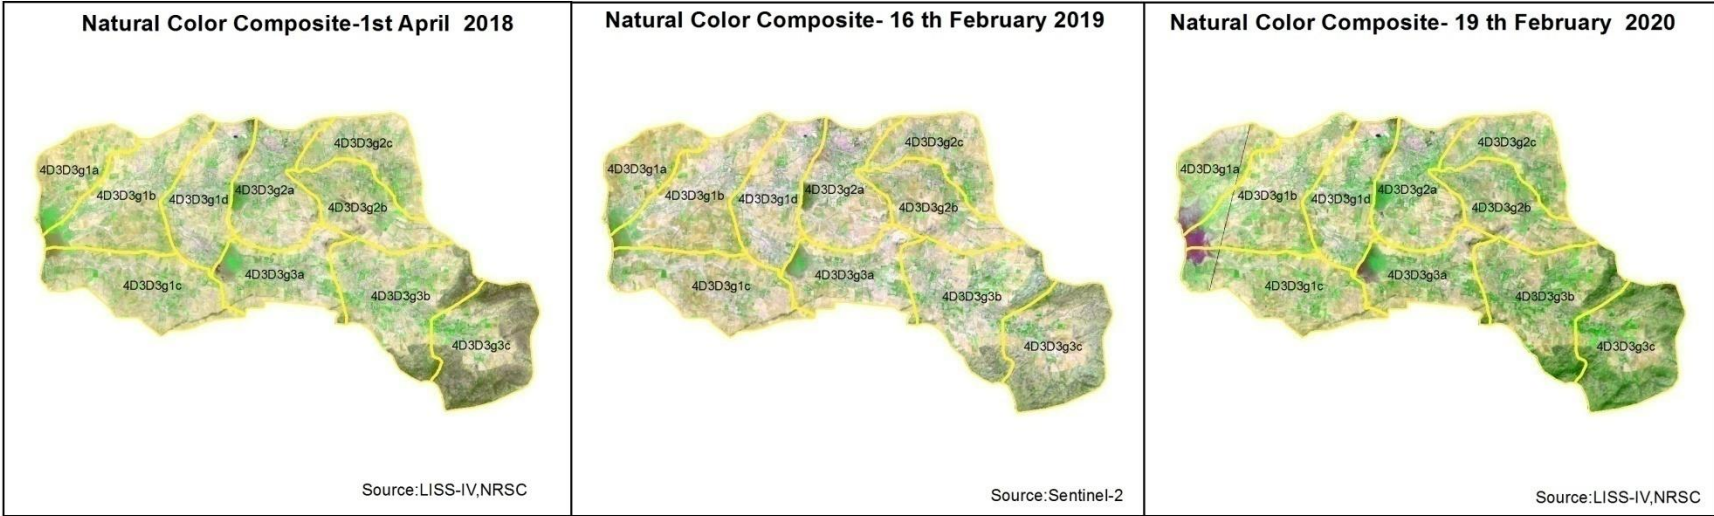 Natural Color Composite-1st April 2018
4D3D3g1a
4D3D3g1b
4D3D3g1d
4D3D3g2a
4D3D3g2c
4D3D3g2b
4D3D3g1c
4D3D3g3a
4D3D3g3b
4D3D3g3c
Source:LISS-IV,NRSC
Natural Color Composite- 16 th February 2019
4D3D3g1a
4D3D3g1b
4D3D3g1d
4D3D3g2a
4D3D3g2c
4D3D3g2b
4D3D3g1c
4D3D3g3a
4D3D3g3b
4D3D3g3c
Source:Sentinel-2
Natural Color Composite- 19 th February 2020
4D3D3g1a
4D3D3g1b
4D3D3g1d
4D3D3g2a
4D3D3g2c
4D3D3g2b
4D3D3g1c
4D3D3g3a
4D3D3g3b
4D3D3g3c
Source:LISS-IV,NRSC